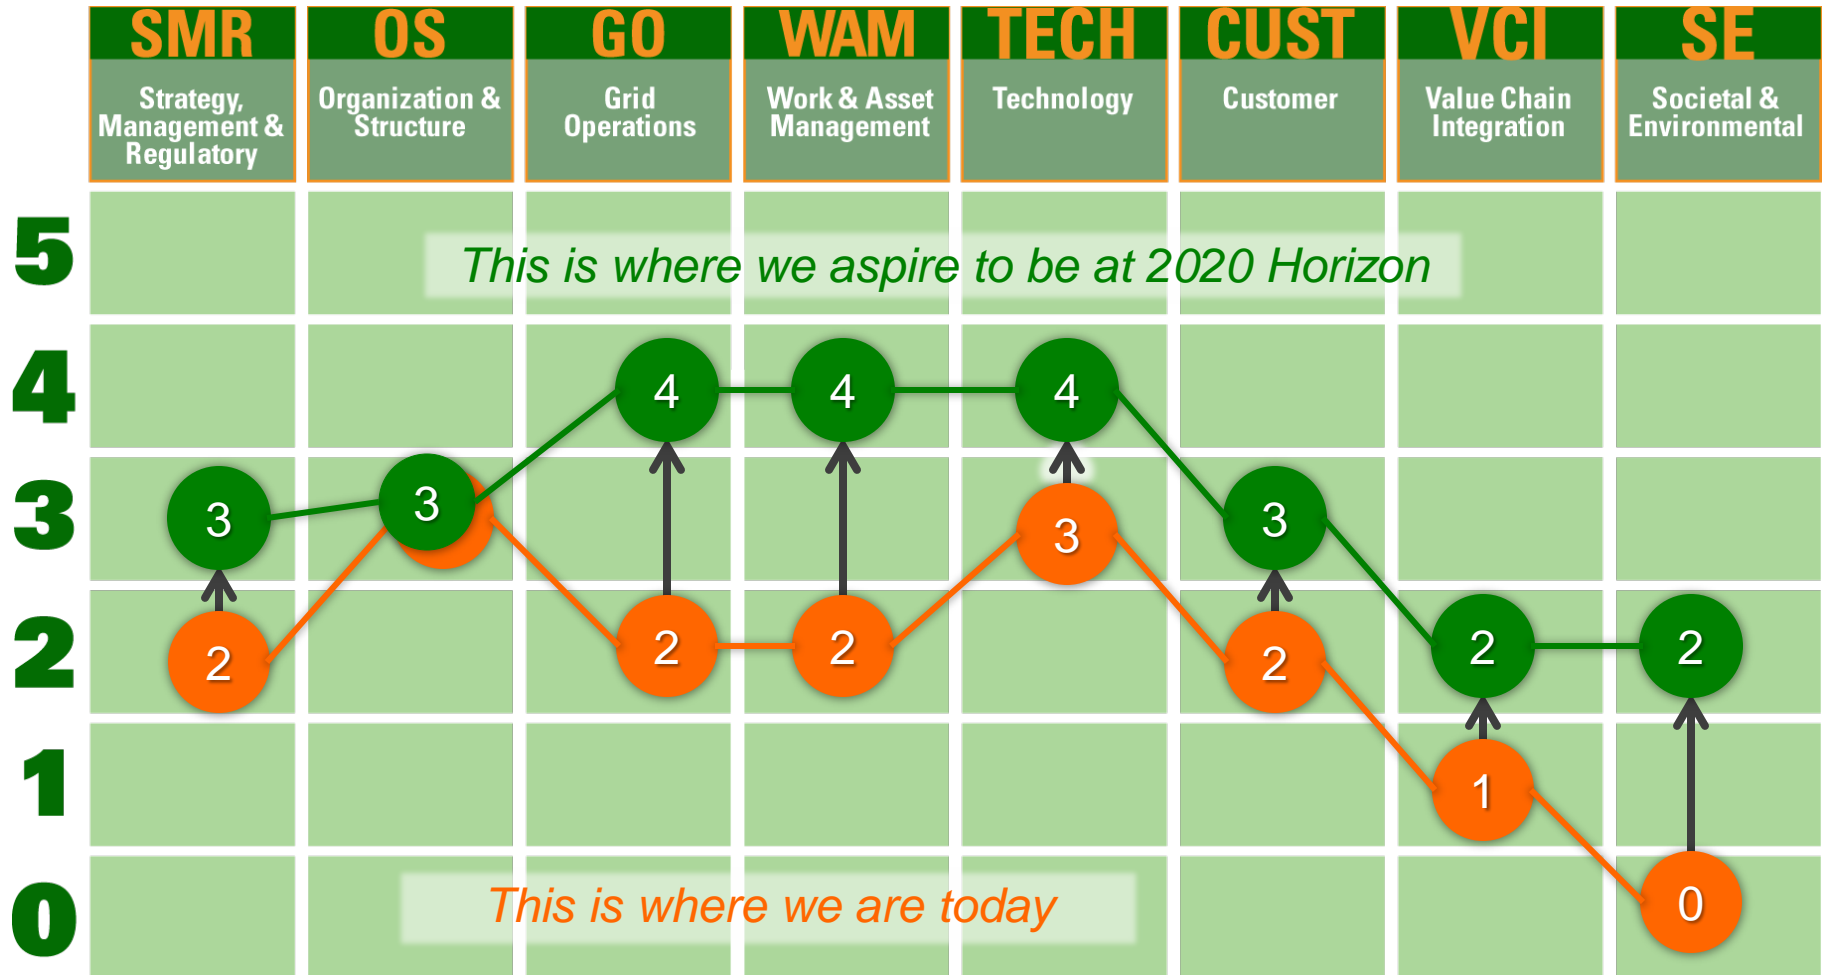 SMR OS GO WAM TECH CUST VCI SE
Strategy, Management & Regulatory
Organization & Structure
Grid Operations
Work & Asset Management
Technology
Customer
Value Chain Integration
Societal & Environmental
5
This is where we aspire to be at 2020 Horizon
4
4 4 4
3
3 3 3 3
2
2 2 2 2 2 2
1
1
0
This is where we are today
0